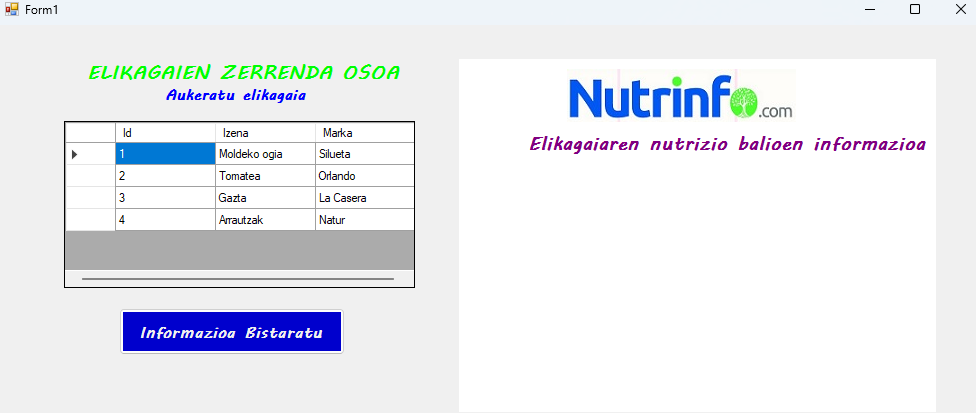 Form1
ELIKAGAIEN ZERRENDA OSOA
Aukeratu elikagaia
Id Izena Marka
1 Moldeko ogia Silueta
2 Tomatea Orlando
3 Gazta La Casera
4 Arrautzak Natur
Informazioa Bistaratu
Nutrinfo.com
Elikagaiaren nutrizio balioen informazioa